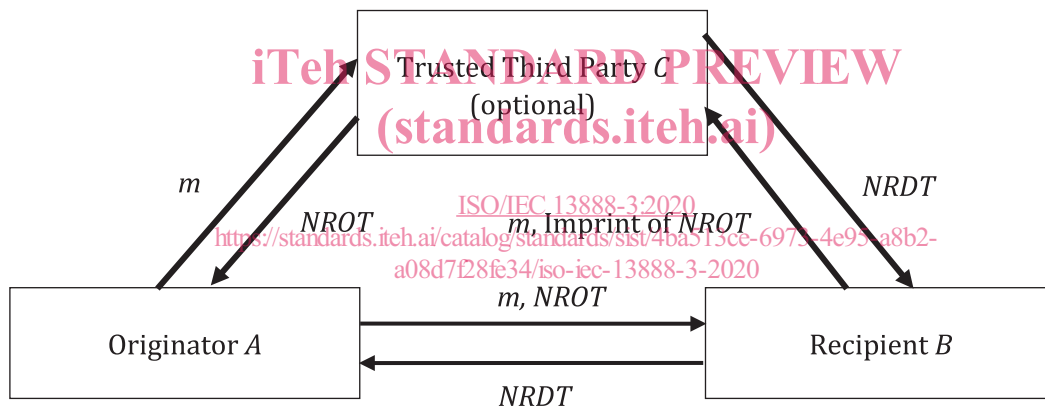 iTeh STANDARD PREVIEW
Trusted Third Party C
(optional)
(standards.iteh.ai)
m
NRDT
ISO/IEC 13888-3:2020
NROT
m, Imprint of NROT
https://standards.iteh.ai/catalog/standards/sist/4ba513ce-6973-4e95-a8b2-
a08d7f28fe34/iso-iec-13888-3-2020
m, NROT
Originator A
Recipient B
NRDT